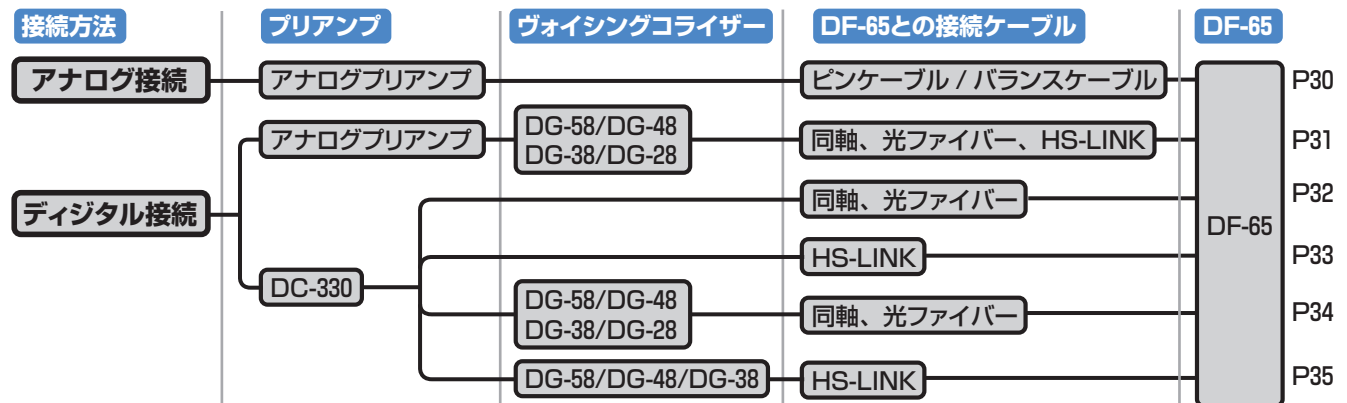 接続方法
プリアンプ
ヴォイシングコライザー
DF-65との接続ケーブル
DF-65
アナログ接続
アナログプリアンプ
ピンケーブル / バランスケーブル
P30
アナログプリアンプ
DG-58/DG-48
DG-38/DG-28
同軸、光ファイバー、HS-LINK
P31
ディジタル接続
同軸、光ファイバー
P32
DF-65
HS-LINK
P33
DC-330
DG-58/DG-48
DG-38/DG-28
同軸、光ファイバー
P34
DG-58/DG-48/DG-38
HS-LINK
P35